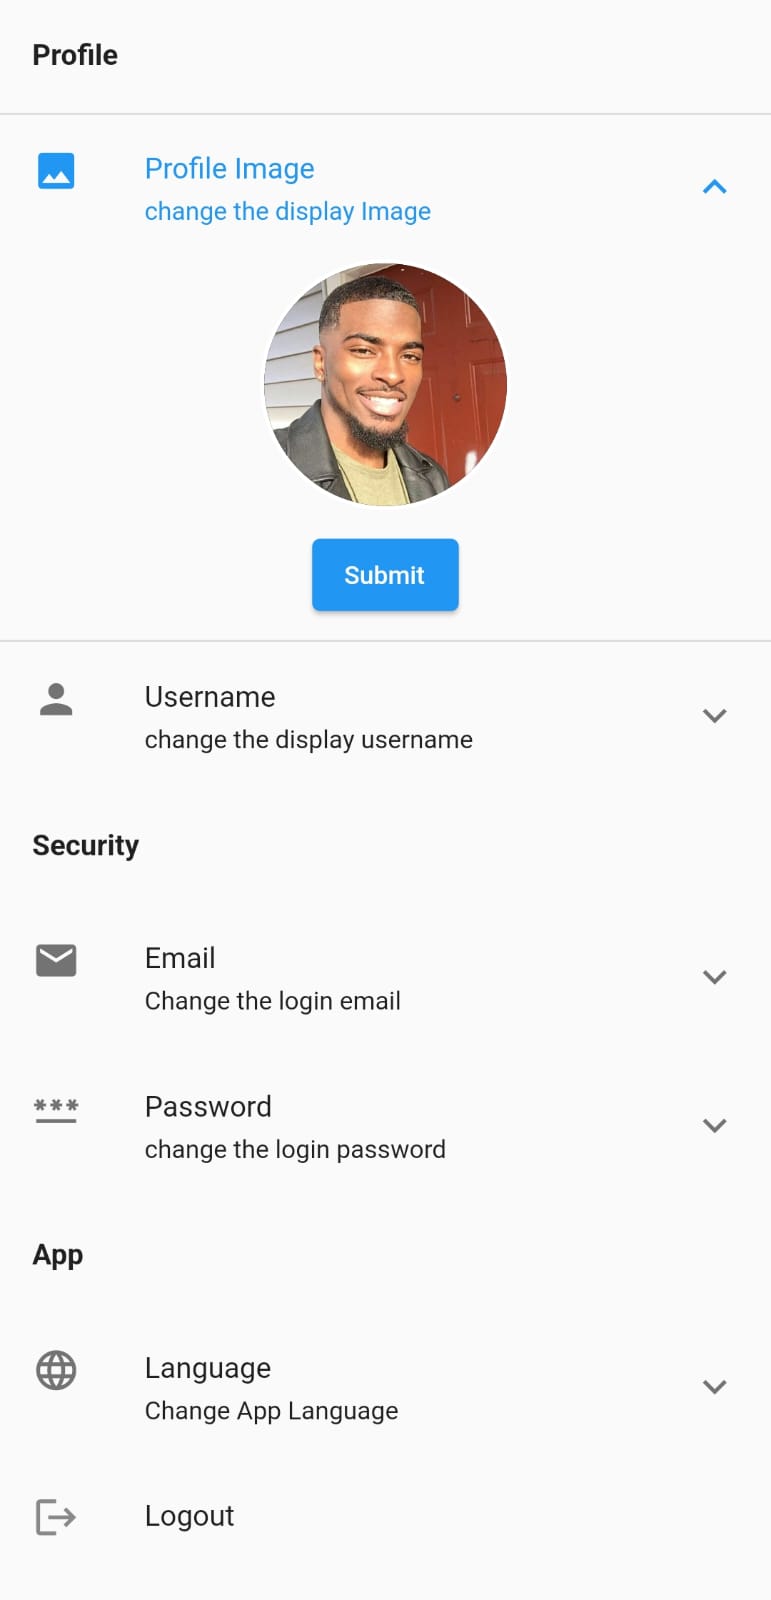 Profile
Profile Image
change the display Image
Submit
Username
change the display username
Security
Email
Change the login email
***
Password
change the login password
App
Language
Change App Language
Logout